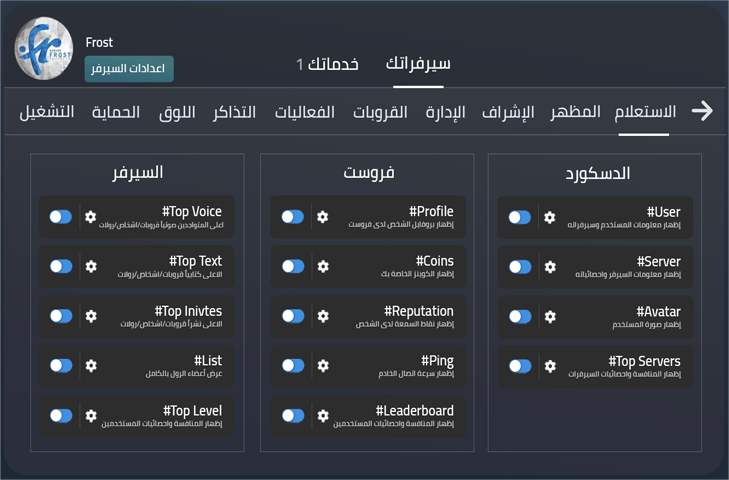 Frost
اعدادات السيرفر
سيرفراتك
خدماتك 1
الاستعلام
المظهر
الإشراف
الإدارة
القروبات
الفعاليات
التذاكر
اللوق
الحماية
التشغيل
الدسكورد
#User
إظهار معلومات المستخدم وسيرفراته
#Server
إظهار معلومات السيرفر واحصائياته
#Avatar
إظهار صورة المستخدم
#Top Servers
إظهار المنافسة واحصائيات السيرفرات
فروست
#Profile
إظهار بروفايل الشخص لدى فروست
#Coins
إظهار الكوينز الخاصة بك
#Reputation
إظهار نقاط السمعة لدى الشخص
#Ping
إظهار سرعة اتصال الخادم
#Leaderboard
إظهار المنافسة واحصائيات المستخدمين
السيرفر
#Top Voice
اعلى المتواجدين صوتياً قروبات/اشخاص/رولات
#Top Text
الاعلى كتابياً قروبات/اشخاص/رولات
#Top Inivtes
الاعلى نشراً قروبات/اشخاص/رولات
#List
عرض أعضاء الرول بالكامل
#Top Level
إظهار المنافسة واحصائيات المستخدمين